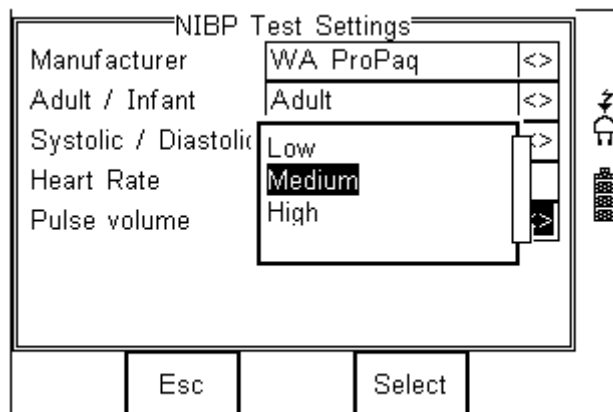 NIBP Test Settings
Manufacturer WA ProPaq <>
Adult / Infant Adult <>
Systolic / Diastolic <>
Low
Heart Rate Medium
Pulse volume High <>
Esc Select